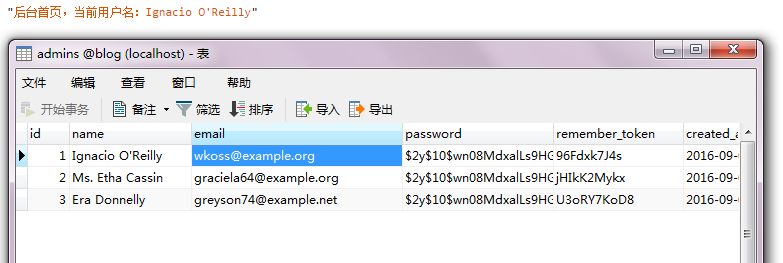 "后台首页，当前用户名：Ignacio O'Reilly"
admins @blog (localhost) - 表
文件 编辑 查看 窗口 帮助
开始事务 备注 筛选 排序 导入 导出
id name email password remember_token created_a
1 Ignacio O'Reilly wkoss@example.org $2y$10$wn08MdxalLs9HG 96Fdxk7J4s 2016-09-0
2 Ms. Etha Cassin graciela64@example.org $2y$10$wn08MdxalLs9HG jHIkK2Mykx 2016-09-0
3 Era Donnelly greyson74@example.net $2y$10$wn08MdxalLs9HG U3oRY7KoD8 2016-09-0